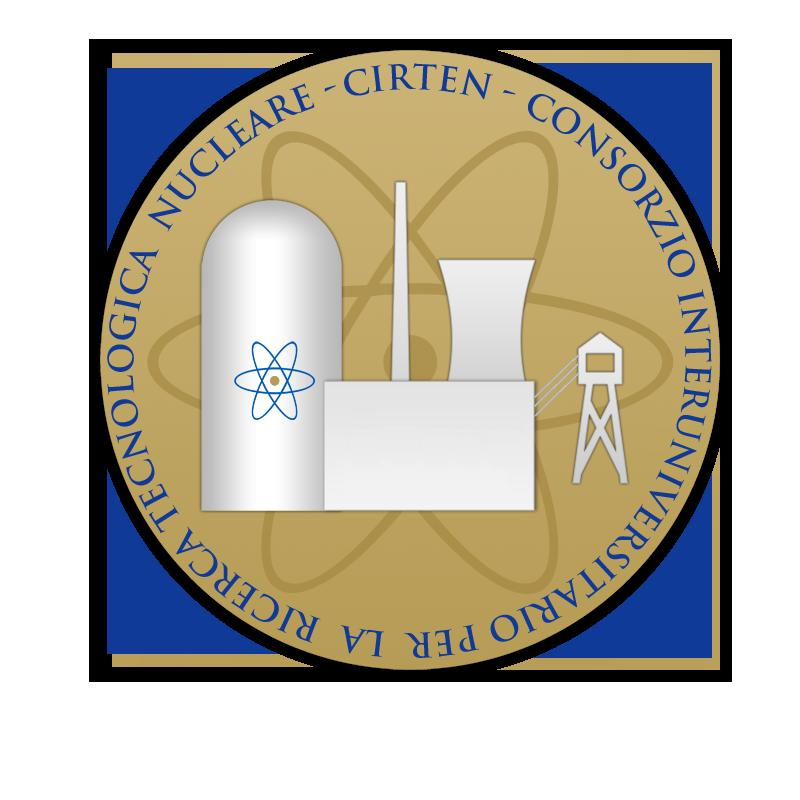 - CIRTEN - CONSORZIO INTERUNIVERSITARIO PER LA RICERCA TECNOLOGICA NUCLEARE